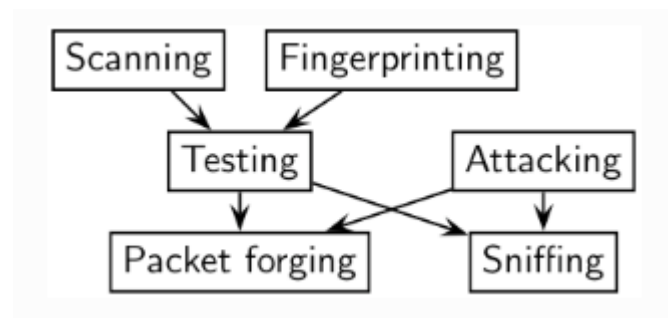 Scanning
Fingerprinting
Testing
Attacking
Packet forging
Sniffing